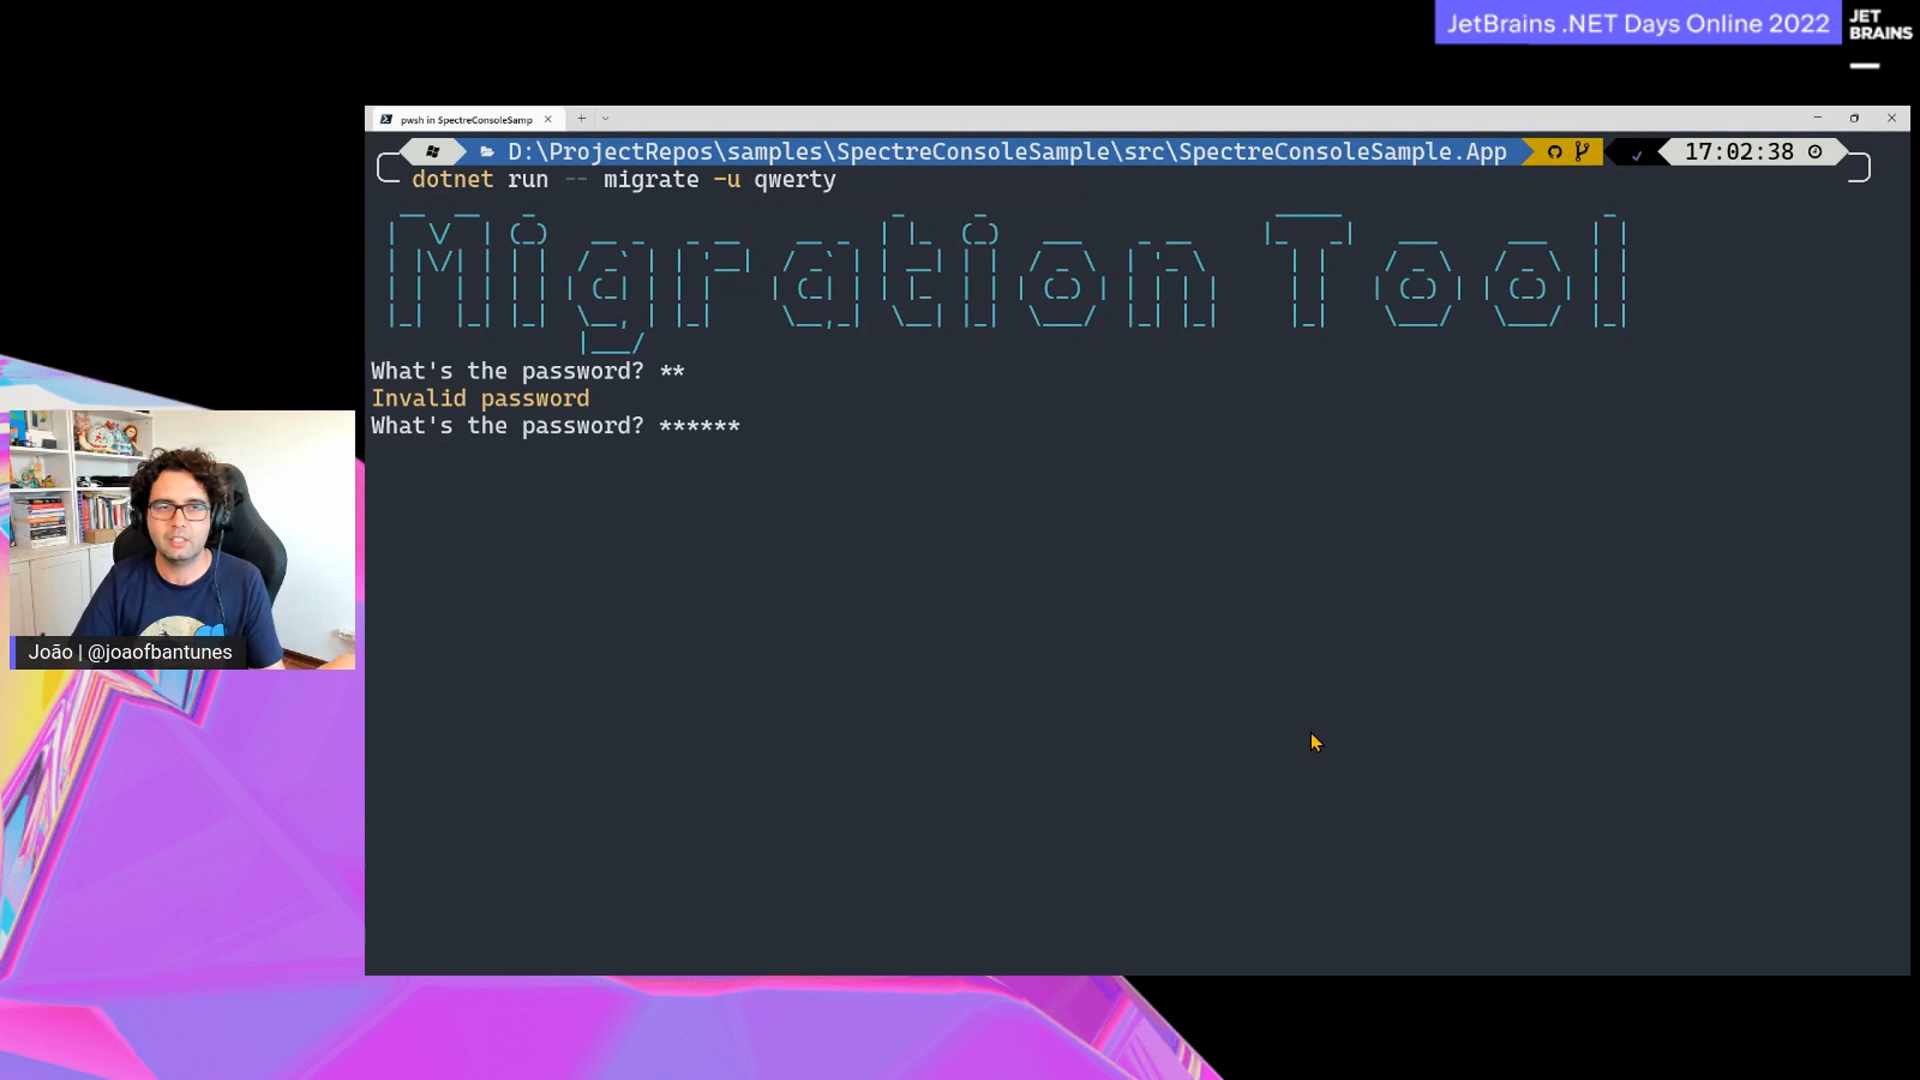 JetBrains .NET Days Online 2022
JET
BRAINS
pwsh in SpectreConsoleSamp
D:\ProjectRepos\samples\SpectreConsoleSample\src\SpectreConsoleSample.App
17:02:38
dotnet run -- migrate -u qwerty
Migration Tool
What's the password? **
Invalid password
What's the password? ******
João | @joaofbantunes